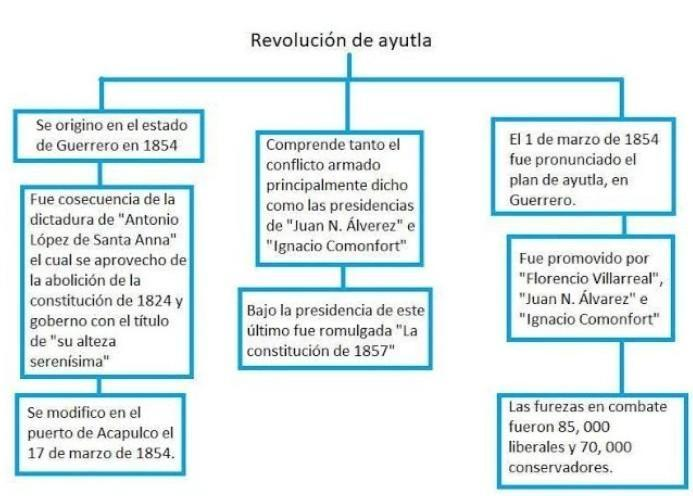 Revolución de ayutla
Se origino en el estado
de Guerrero en 1854
Fue cosecuencia de la
dictadura de "Antonio
López de Santa Anna"
el cual se aprovecho de
la abolición de la
constitución de 1824 y
goberno con el título
de "su alteza
serenísima"
Se modifico en el
puerto de Acapulco el
17 de marzo de 1854.
Comprende tanto el
conflicto armado
principalmente dicho
como las presidencias
de "Juan N. Álverez" e
"Ignacio Comonfort"
Bajo la presidencia de este
último fue romulgada "La
constitución de 1857"
El 1 de marzo de 1854
fue pronunciado el
plan de ayutla, en
Guerrero.
Fue promovido por
"Florencio Villarreal",
"Juan N. Álvarez" e
"Ignacio Comonfort"
Las furezas en combate
fueron 85, 000
liberales y 70, 000
conservadores.